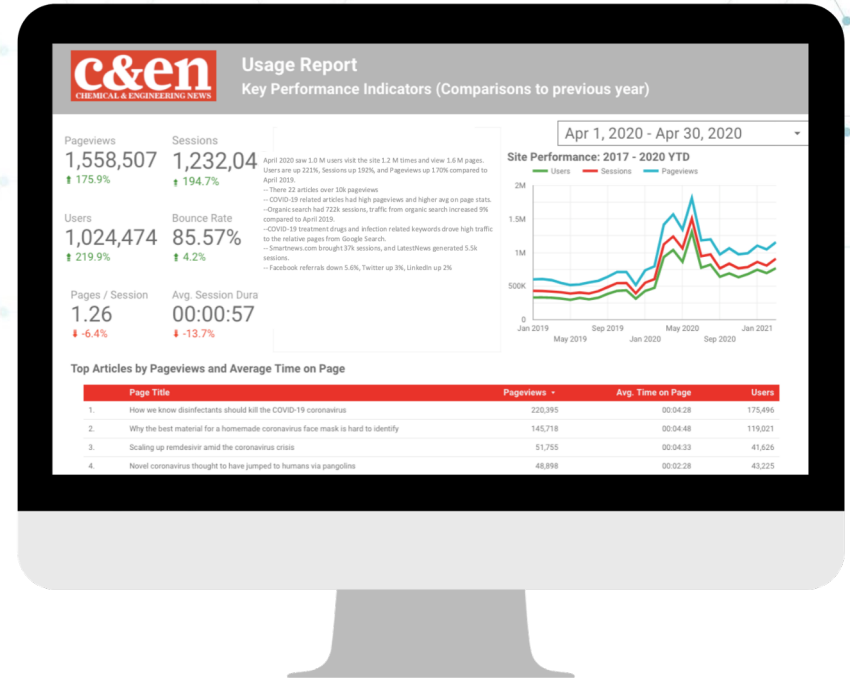 c&en
CHEMICAL & ENGINEERING NEWS
Usage Report
Key Performance Indicators (Comparisons to previous year)
Apr 1, 2020 - Apr 30, 2020
Pageviews
1,558,507
175.9%
Sessions
1,232,04
194.7%
Users
1,024,474
219.9%
Bounce Rate
85.57%
4.2%
Pages / Session
1.26
-6.4%
Avg. Session Dura
00:00:57
-13.7%
April 2020 saw 1.0 M users visit the site 1.2 M times and view 1.6 M pages.
Users are up 221%, Sessions up 192%, and Pageviews up 170% compared to
April 2019.
-- There 22 articles over 10k pageviews
-- COVID-19 related articles had high pageviews and higher avg on page stats.
--Organic search had 722k sessions, traffic from organic search increased 9%
compared to April 2019.
--COVID-19 treatment drugs and infection related keywords drove high traffic
to the relative pages from Google Search.
-- Smartnews.com brought 37k sessions, and LatestNews generated 5.5k
sessions.
-- Facebook referrals down 5.6%, Twitter up 3%, LinkedIn up 2%
Site Performance: 2017 - 2020 YTD
Users Sessions Pageviews
2M
1.5M
1M
500K
0
Jan 2019 Sep 2019 May 2020 Jan 2021
May 2019 Jan 2020 Sep 2020
Top Articles by Pageviews and Average Time on Page
Page Title Pageviews Avg. Time on Page Users
1. How we know disinfectants should kill the COVID-19 coronavirus 220,395 00:04:28 175,496
2. Why the best material for a homemade coronavirus face mask is hard to identify 145,718 00:04:48 119,021
3. Scaling up remdesivir amid the coronavirus crisis 51,755 00:04:33 41,626
4. Novel coronavirus thought to have jumped to humans via pangolins 48,898 00:02:28 43,225